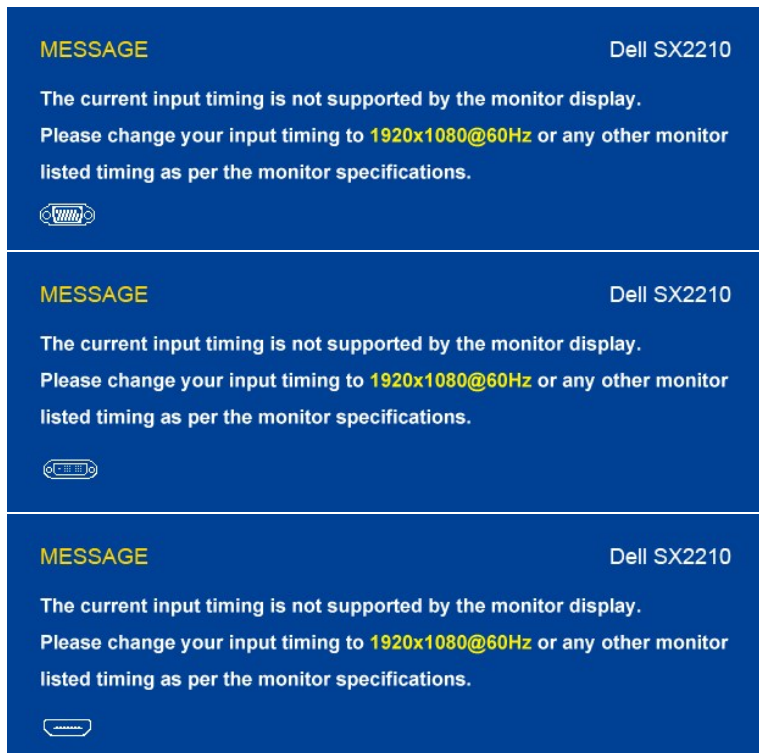 MESSAGE Dell SX2210
The current input timing is not supported by the monitor display.
Please change your input timing to 1920x1080@60Hz or any other monitor
listed timing as per the monitor specifications.
MESSAGE Dell SX2210
The current input timing is not supported by the monitor display.
Please change your input timing to 1920x1080@60Hz or any other monitor
listed timing as per the monitor specifications.
MESSAGE Dell SX2210
The current input timing is not supported by the monitor display.
Please change your input timing to 1920x1080@60Hz or any other monitor
listed timing as per the monitor specifications.